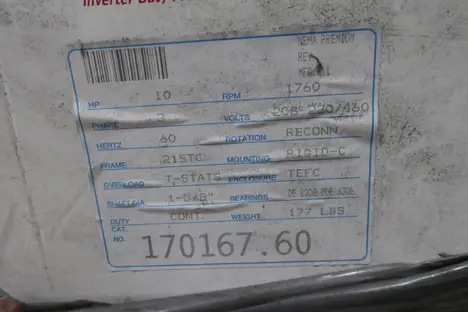 Inverter Duty
NEMA PREMIUM
HP 10 RPM 1760
PHASE 3 VOLTS 208-230/460
HERTZ 60 ROTATION RECONN.
FRAME 215TC MOUNTING RIGID-C
OVERLOAD T-STATS ENCLOSURE TEFC
SHAFT DIA 1-3/8" BEARINGS
DUTY CONT. WEIGHT 177 LBS
CAT.
NO. 170167.60